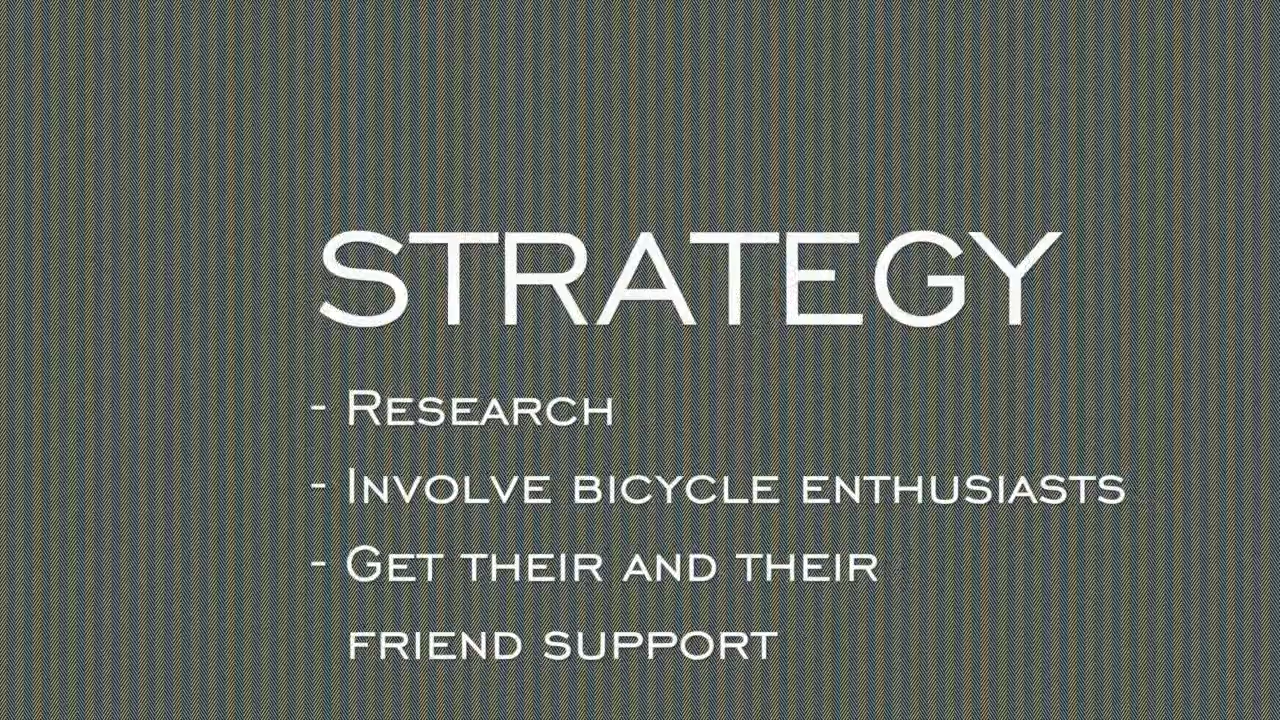 STRATEGY
- RESEARCH
- INVOLVE BICYCLE ENTHUSIASTS
- GET THEIR AND THEIR
FRIEND SUPPORT